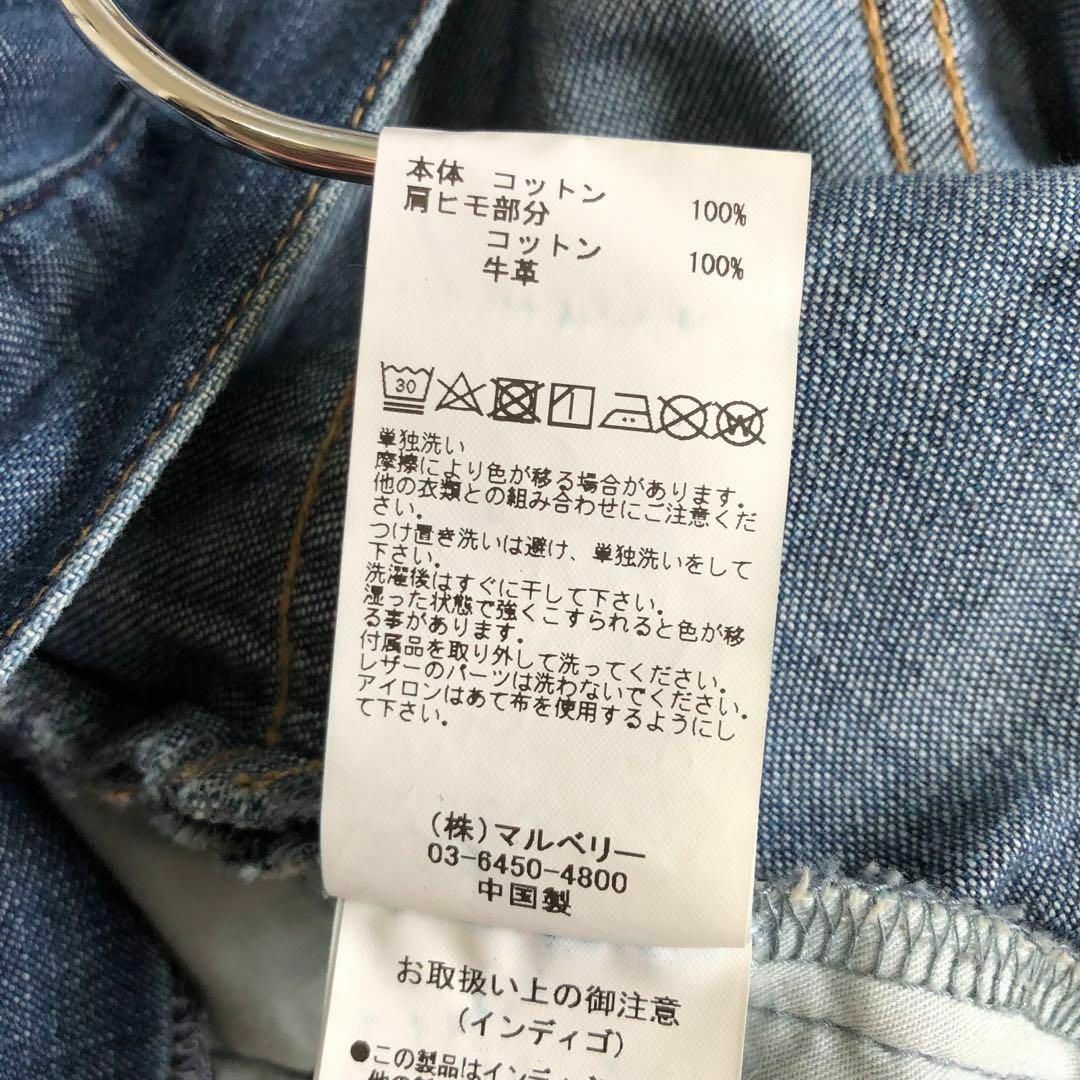 本体 コットン 100%
肩ヒモ部分
コットン 100%
牛革
30
単独洗い
摩擦により色が移る場合があります。
他の衣類との組み合わせにご注意くだ
さい。
つけ置き洗いは避け、単独洗いをして
下さい。
洗濯後はすぐに干して下さい。
湿った状態で強くこすられると色が移
る事があります。
付属品を取り外して洗ってください。
レザーのパーツは洗わないでください。
アイロンはあて布を使用するようにし
て下さい。
(株)マルベリー
03-6450-4800
中国製
お取扱い上の御注意
(インディゴ)
●この製品はインディ